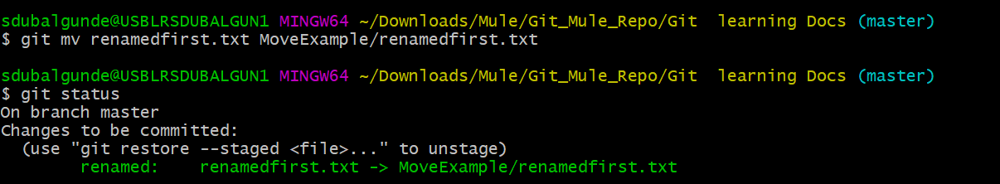 sdubalgunde@USBLRSDUBALGUN1 MINGW64 ~/Downloads/Mule/Git_Mule_Repo/Git  learning Docs (master)
$ git mv renamedfirst.txt MoveExample/renamedfirst.txt
sdubalgunde@USBLRSDUBALGUN1 MINGW64 ~/Downloads/Mule/Git_Mule_Repo/Git  learning Docs (master)
$ git status
On branch master
Changes to be committed:
  (use "git restore --staged <file>..." to unstage)
        renamed:    renamedfirst.txt -> MoveExample/renamedfirst.txt